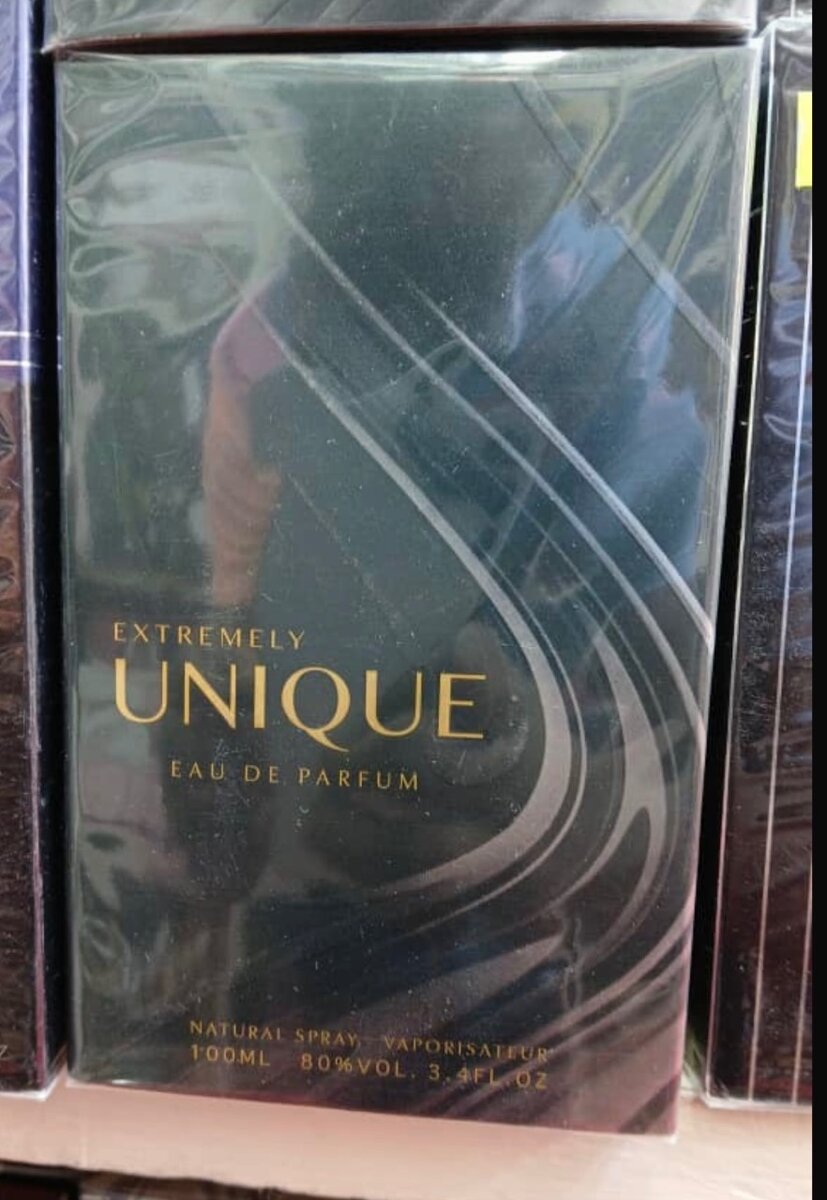 EXTREMELY
UNIQUE
EAU DE PARFUM
NATURAL SPRAY VAPORISATEUR
100ML 80%VOL. 3.4FL.OZ
Z